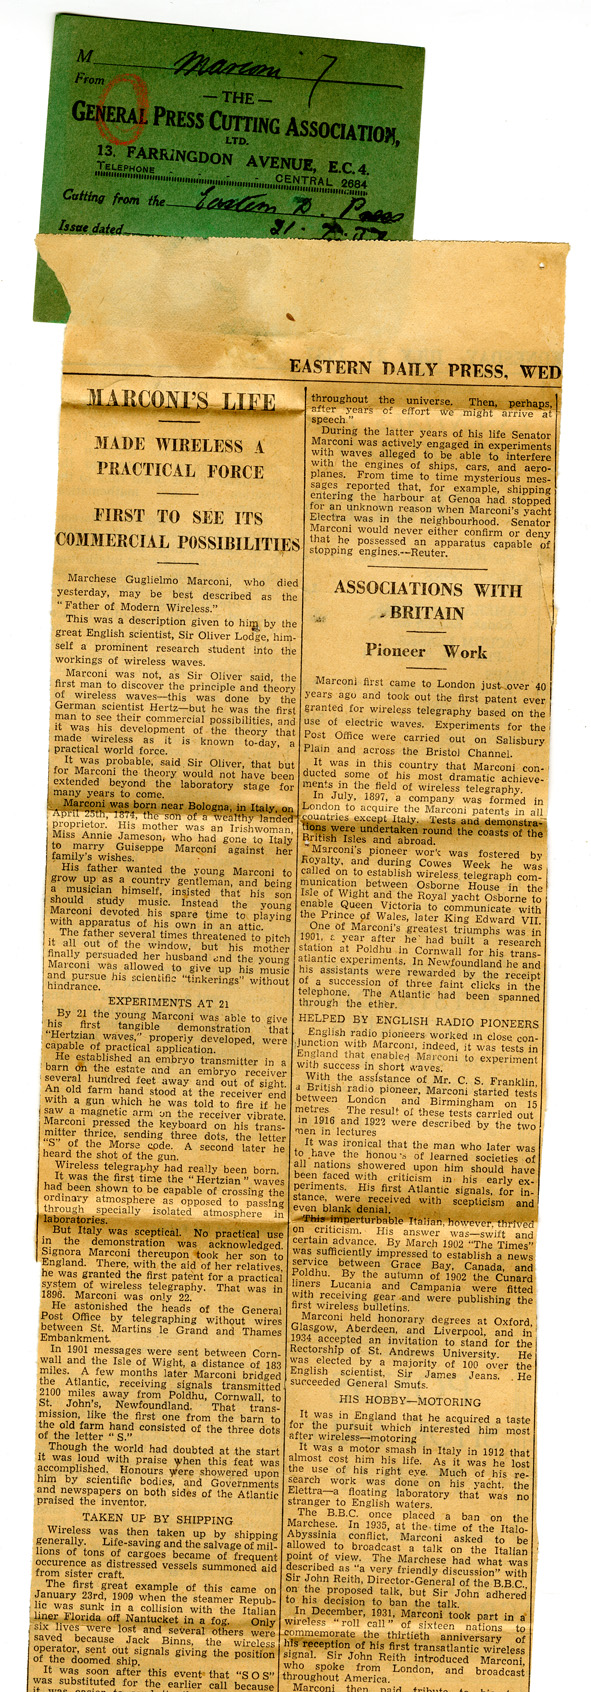 M Marconi 7
From
— THE —
GENERAL PRESS CUTTING ASSOCIATION,
LTD.
13, FARRINGDON AVENUE, E.C.4.
TELEPHONE - - - CENTRAL 2684
Cutting from the Eastern D. Press
Issue dated 21.
EASTERN DAILY PRESS, WED
MARCONI'S LIFE
MADE WIRELESS A
PRACTICAL FORCE
FIRST TO SEE ITS
COMMERCIAL POSSIBILITIES
Marchese Guglielmo Marconi, who died
yesterday, may be best described as the
"Father of Modern Wireless."
This was a description given to him by the
great English scientist, Sir Oliver Lodge, him-
self a prominent research student into the
workings of wireless waves.
Marconi was not, as Sir Oliver said, the
first man to discover the principle and theory
of wireless waves—this was done by the
German scientist Hertz—but he was the first
man to see their commercial possibilities, and
it was his development of the theory that
made wireless as it is known to-day, a
practical world force.
It was probable, said Sir Oliver, that but
for Marconi the theory would not have been
extended beyond the laboratory stage for
many years to come.
Marconi was born near Bologna, in Italy, on
April 25th, 1874, the son of a wealthy landed
proprietor. His mother was an Irishwoman,
Miss Annie Jameson, who had gone to Italy
to marry Guiseppe Marconi against her
family's wishes.
His father wanted the young Marconi to
grow up as a country gentleman, and being
a musician himself, insisted that his son
should study music. Instead the young
Marconi devoted his spare time to playing
with apparatus of his own in an attic.
The father several times threatened to pitch
it all out of the window, but his mother
finally persuaded her husband and the young
Marconi was allowed to give up his music
and pursue his scientific "tinkerings" without
hindrance.
EXPERIMENTS AT 21
By 21 the young Marconi was able to give
his first tangible demonstration that
"Hertzian waves," properly developed, were
capable of practical application.
He established an embryo transmitter in a
barn on the estate and an embryo receiver
several hundred feet away and out of sight.
An old farm hand stood at the receiver end
with a gun which he was told to fire if he
saw a magnetic arm on the receiver vibrate.
Marconi pressed the keyboard on his trans-
mitter thrice, sending three dots, the letter
"S" of the Morse code. A second later he
heard the shot of the gun.
Wireless telegraphy had really been born.
It was the first time the "Hertzian" waves
had been shown to be capable of crossing the
ordinary atmosphere as opposed to passing
through specially isolated atmosphere in
laboratories.
But Italy was sceptical. No practical use
in the demonstration was acknowledged.
Signora Marconi thereupon took her son to
England. There, with the aid of her relatives,
he was granted the first patent for a practical
system of wireless telegraphy. That was in
1896. Marconi was only 22.
He astonished the heads of the General
Post Office by telegraphing without wires
between St. Martins le Grand and Thames
Embankment.
In 1901 messages were sent between Corn-
wall and the Isle of Wight, a distance of 183
miles. A few months later Marconi bridged
the Atlantic, receiving signals transmitted
2100 miles away from Poldhu, Cornwall, to
St. John's, Newfoundland. That trans-
mission, like the first one from the barn to
the old farm hand consisted of the three dots
of the letter "S."
Though the world had doubted at the start
it was loud with praise when this feat was
accomplished. Honours were showered upon
him by scientific bodies, and Governments
and newspapers on both sides of the Atlantic
praised the inventor.
TAKEN UP BY SHIPPING
Wireless was then taken up by shipping
generally. Life-saving and the salvage of mil-
lions of tons of cargoes became of frequent
occurence as distressed vessels summoned aid
from sister craft.
The first great example of this came on
January 23rd, 1909 when the steamer Repub-
lic was sunk in a collision with the Italian
liner Florida off Nantucket in a fog. Only
six lives were lost and several others were
saved because Jack Binns, the wireless
operator, sent out signals giving the position
of the doomed ship.
It was soon after this event that "S O S"
was substituted for the earlier call because
throughout the universe. Then, perhaps,
after years of effort we might arrive at
speech."
During the latter years of his life Senator
Marconi was actively engaged in experiments
with waves alleged to be able to interfere
with the engines of ships, cars, and aero-
planes. From time to time mysterious mes-
sages reported that, for example, shipping
entering the harbour at Genoa had stopped
for an unknown reason when Marconi's yacht
Electra was in the neighbourhood. Senator
Marconi would never either confirm or deny
that he possessed an apparatus capable of
stopping engines.—Reuter.
ASSOCIATIONS WITH
BRITAIN
Pioneer Work
Marconi first came to London just over 40
years ago and took out the first patent ever
granted for wireless telegraphy based on the
use of electric waves. Experiments for the
Post Office were carried out on Salisbury
Plain and across the Bristol Channel.
It was in this country that Marconi con-
ducted some of his most dramatic achieve-
ments in the field of wireless telegraphy.
In July, 1897, a company was formed in
London to acquire the Marconi patents in all
countries except Italy. Tests and demonstra-
tions were undertaken round the coasts of the
British Isles and abroad.
Marconi's pioneer work was fostered by
Royalty, and during Cowes Week he was
called on to establish wireless telegraph com-
munication between Osborne House in the
Isle of Wight and the Royal yacht Osborne to
enable Queen Victoria to communicate with
the Prince of Wales, later King Edward VII.
One of Marconi's greatest triumphs was in
1901, a year after he had built a research
station at Poldhu in Cornwall for his trans-
atlantic experiments. In Newfoundland he and
his assistants were rewarded by the receipt
of a succession of three faint clicks in the
telephone. The Atlantic had been spanned
through the ether.
HELPED BY ENGLISH RADIO PIONEERS
English radio pioneers worked in close con-
junction with Marconi, indeed, it was tests in
England that enabled Marconi to experiment
with success in short waves.
With the assistance of Mr. C. S. Franklin,
a British radio pioneer, Marconi started tests
between London and Birmingham on 15
metres The result of these tests carried out
in 1916 and 1922 were described by the two
men in lectures
It was ironical that the man who later was
to have the honours of learned societies of
all nations showered upon him should have
been faced with criticism in his early ex-
periments. His first Atlantic signals, for in-
stance, were received with scepticism and
even blank denial.
This imperturbable Italian, however, thrived
on criticism. His answer was—swift and
certain advance. By March 1902 "The Times"
was sufficiently impressed to establish a news
service between Grace Bay, Canada, and
Poldhu. By the autumn of 1902 the Cunard
liners Lucania and Campania were fitted
with receiving gear and were publishing the
first wireless bulletins.
Marconi held honorary degrees at Oxford,
Glasgow, Aberdeen, and Liverpool, and in
1934 accepted an invitation to stand for the
Rectorship of St. Andrews University. He
was elected by a majority of 100 over the
English scientist, Sir James Jeans. He
succeeded General Smuts.
HIS HOBBY—MOTORING
It was in England that he acquired a taste
for the pursuit which interested him most
after wireless—motoring
It was a motor smash in Italy in 1912 that
almost cost him his life. As it was he lost
the use of his right eye. Much of his re-
search work was done on his yacht, the
Elettra—a floating laboratory that was no
stranger to English waters.
The B.B.C. once placed a ban on the
Marchese. In 1935, at the time of the Italo-
Abyssinia conflict, Marconi asked to be
allowed to broadcast a talk on the Italian
point of view. The Marchese had what was
described as "a very friendly discussion" with
Sir John Reith, Director-General of the B.B.C.,
on the proposed talk, but Sir John adhered
to his decision to ban the talk.
In December, 1931, Marconi took part in a
wireless "roll call" of sixteen nations to
commemorate the thirtieth anniversary of
his reception of his first transatlantic wireless
signal. Sir John Reith introduced Marconi,
who spoke from London, and broadcast
throughout America.
Marconi then paid tribute to his